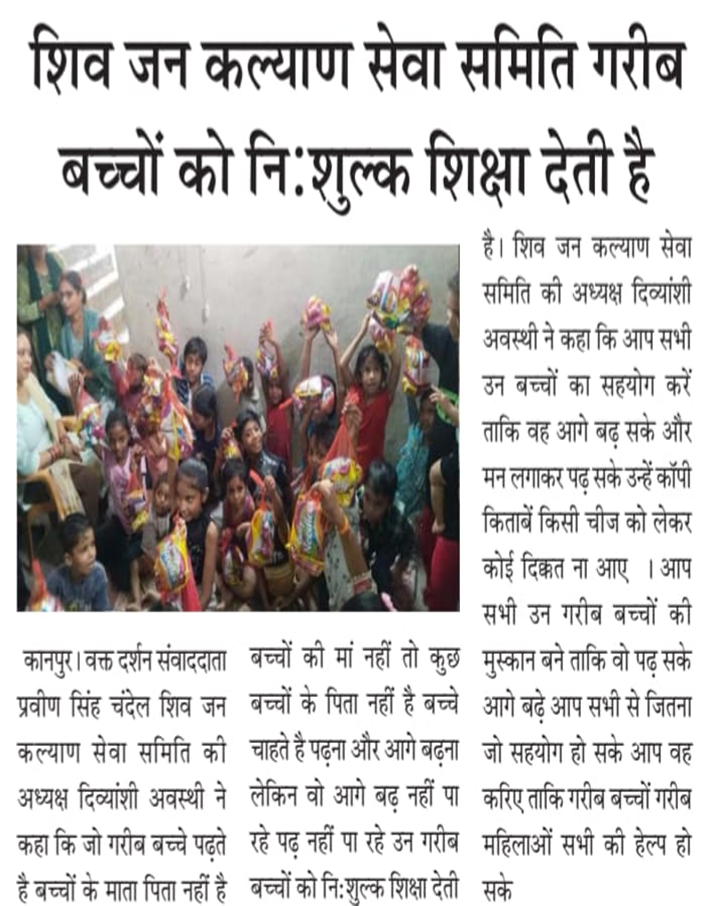 शिव जन कल्याण सेवा समिति गरीब
बच्चों को नि:शुल्क शिक्षा देती है
कानपुर। वक्त दर्शन संवाददाता
प्रवीण सिंह चंदेल शिव जन
कल्याण सेवा समिति की
अध्यक्ष दिव्यांशी अवस्थी ने
कहा कि जो गरीब बच्चे पढ़ते
है बच्चों के माता पिता नहीं है
बच्चों की मां नहीं तो कुछ
बच्चों के पिता नहीं है बच्चे
चाहते है पढ़ना और आगे बढ़ना
लेकिन वो आगे बढ़ नहीं पा
रहे पढ़ नहीं पा रहे उन गरीब
बच्चों को नि:शुल्क शिक्षा देती
है। शिव जन कल्याण सेवा
समिति की अध्यक्ष दिव्यांशी
अवस्थी ने कहा कि आप सभी
उन बच्चों का सहयोग करें
ताकि वह आगे बढ़ सके और
मन लगाकर पढ़ सके उन्हें कॉपी
किताबें किसी चीज को लेकर
कोई दिक्कत ना आए । आप
सभी उन गरीब बच्चों की
मुस्कान बने ताकि वो पढ़ सके
आगे बढ़े आप सभी से जितना
जो सहयोग हो सके आप वह
करिए ताकि गरीब बच्चों गरीब
महिलाओं सभी की हेल्प हो
सके